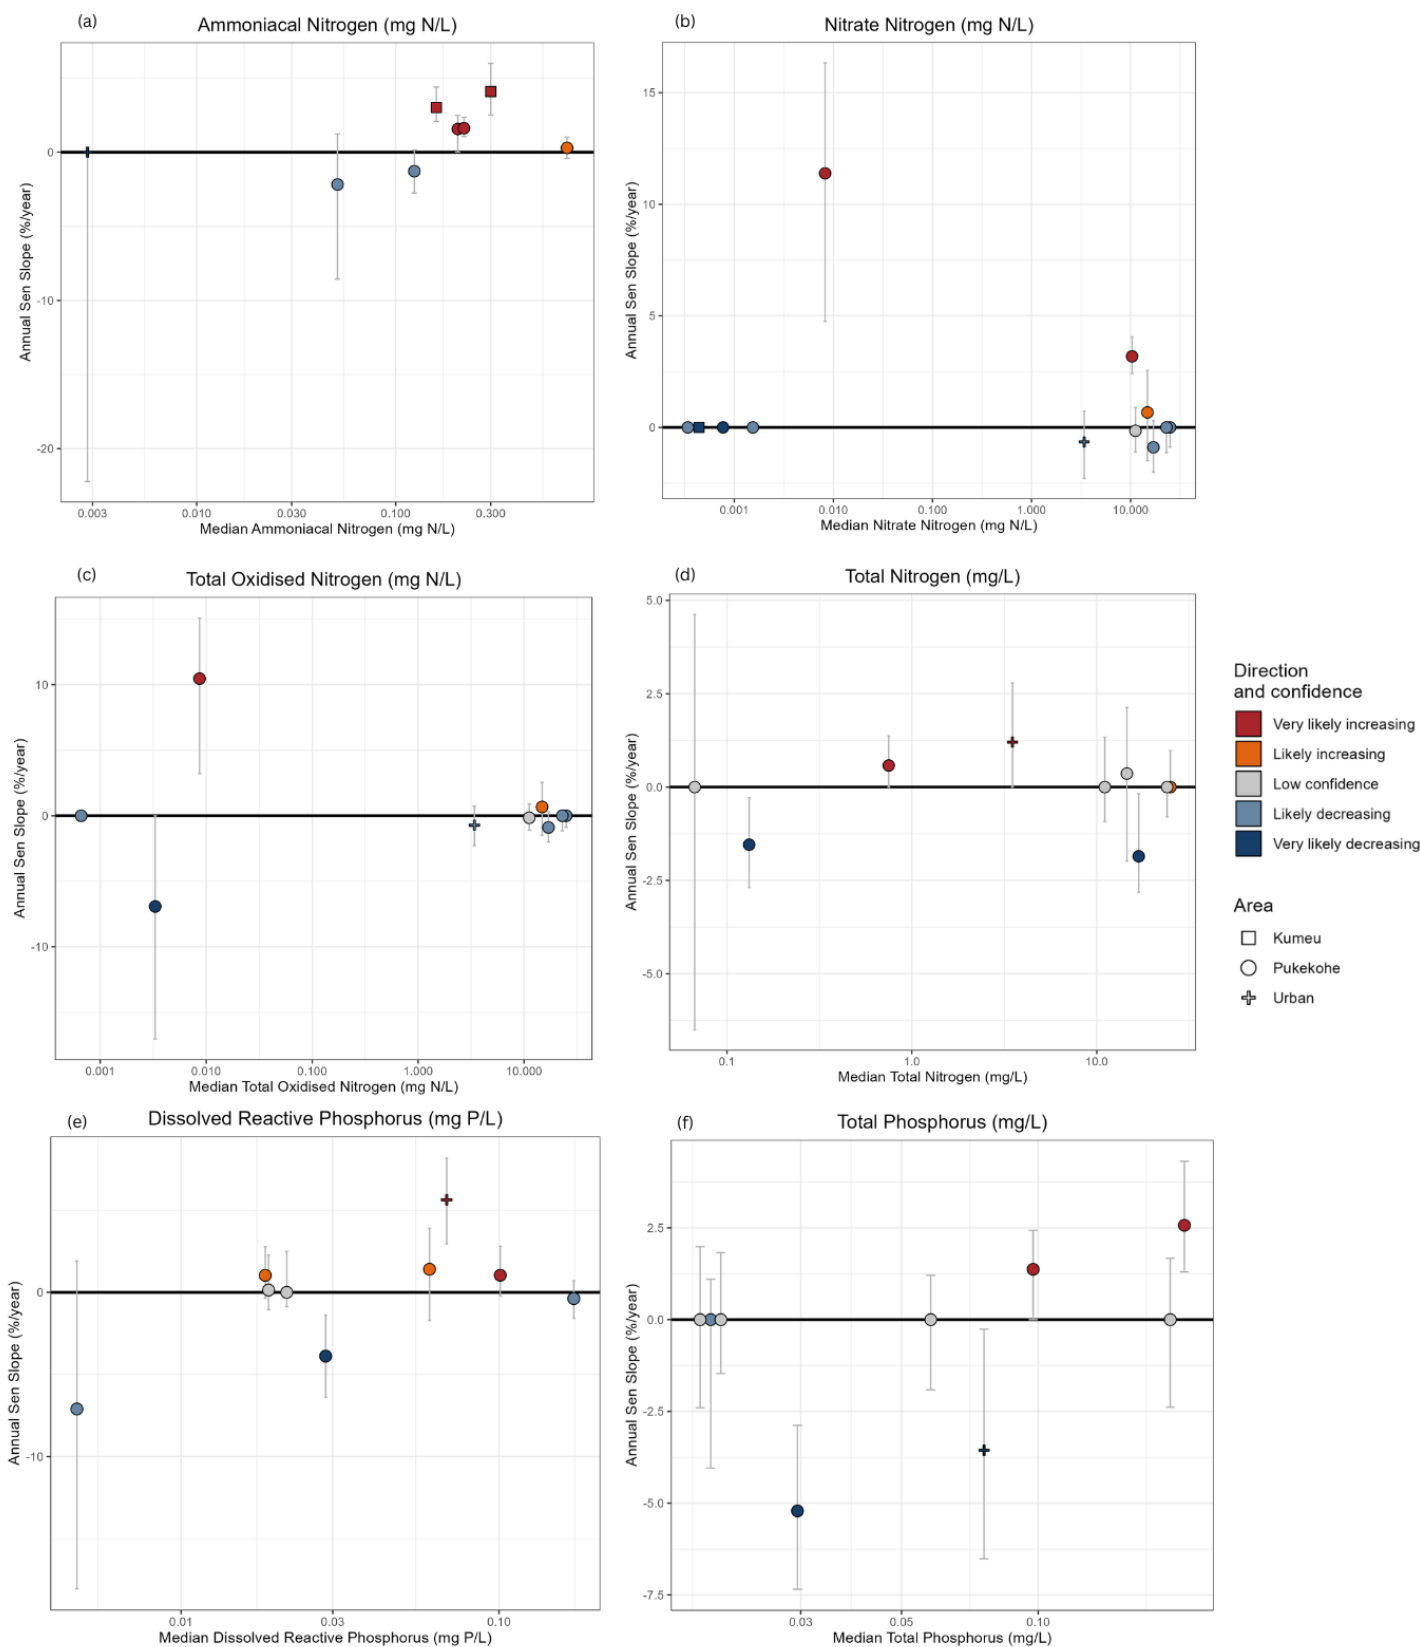 (a)
Ammoniacal Nitrogen (mg N/L)
0
-10
-20
Annual Sen Slope (%/year)
0.003 0.010 0.030 0.100 0.300
Median Ammoniacal Nitrogen (mg N/L)
(b)
Nitrate Nitrogen (mg N/L)
15
10
5
0
Annual Sen Slope (%/year)
0.001 0.010 0.100 1.000 10.000
Median Nitrate Nitrogen (mg N/L)
(c)
Total Oxidised Nitrogen (mg N/L)
10
0
-10
Annual Sen Slope (%/year)
0.001 0.010 0.100 1.000 10.000
Median Total Oxidised Nitrogen (mg N/L)
(d)
Total Nitrogen (mg/L)
5.0
2.5
0.0
-2.5
-5.0
Annual Sen Slope (%/year)
0.1 1.0 10.0
Median Total Nitrogen (mg/L)
Direction
and confidence
Very likely increasing
Likely increasing
Low confidence
Likely decreasing
Very likely decreasing
Area
Kumeu
Pukekohe
Urban
(e)
Dissolved Reactive Phosphorus (mg P/L)
0
-10
Annual Sen Slope (%/year)
0.01 0.03 0.10
Median Dissolved Reactive Phosphorus (mg P/L)
(f)
Total Phosphorus (mg/L)
2.5
0.0
-2.5
-5.0
-7.5
Annual Sen Slope (%/year)
0.03 0.05 0.10
Median Total Phosphorus (mg/L)